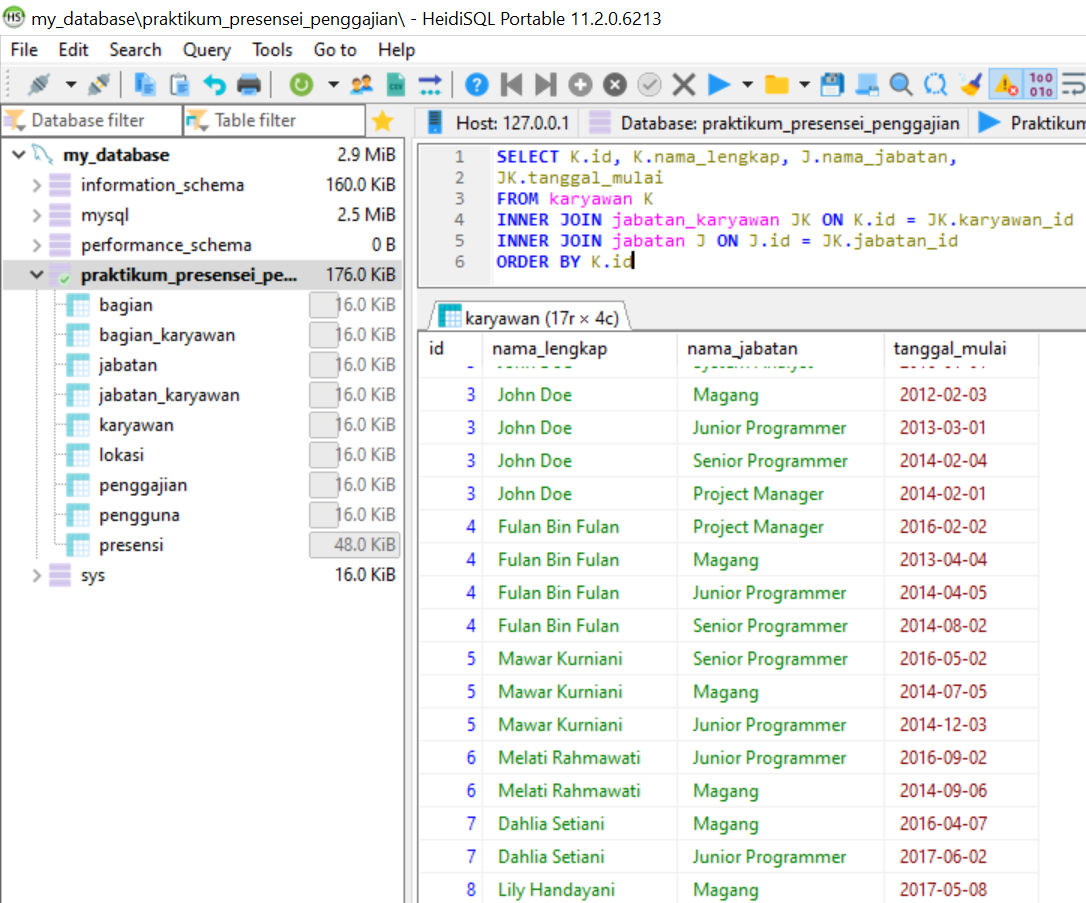 my_database\praktikum_presensei_penggajian\ - HeidiSQL Portable 11.2.0.6213
File Edit Search Query Tools Go to Help
Database filter Table filter
Host: 127.0.0.1 Database: praktikum_presensei_penggajian
my_database 2.9 MiB
information_schema 160.0 KiB
mysql 2.5 MiB
performance_schema 0 B
praktikum_presensei_pe... 176.0 KiB
bagian 16.0 KiB
bagian_karyawan 16.0 KiB
jabatan 16.0 KiB
jabatan_karyawan 16.0 KiB
karyawan 16.0 KiB
lokasi 16.0 KiB
penggajian 16.0 KiB
pengguna 16.0 KiB
presensi 48.0 KiB
sys 16.0 KiB
1 SELECT K.id, K.nama_lengkap, J.nama_jabatan,
2 JK.tanggal_mulai
3 FROM karyawan K
4 INNER JOIN jabatan_karyawan JK ON K.id = JK.karyawan_id
5 INNER JOIN jabatan J ON J.id = JK.jabatan_id
6 ORDER BY K.id
karyawan (17r × 4c)
id nama_lengkap nama_jabatan tanggal_mulai
3 John Doe Magang 2012-02-03
3 John Doe Junior Programmer 2013-03-01
3 John Doe Senior Programmer 2014-02-04
3 John Doe Project Manager 2014-02-01
4 Fulan Bin Fulan Project Manager 2016-02-02
4 Fulan Bin Fulan Magang 2013-04-04
4 Fulan Bin Fulan Junior Programmer 2014-04-05
4 Fulan Bin Fulan Senior Programmer 2014-08-02
5 Mawar Kurniani Senior Programmer 2016-05-02
5 Mawar Kurniani Magang 2014-07-05
5 Mawar Kurniani Junior Programmer 2014-12-03
6 Melati Rahmawati Junior Programmer 2016-09-02
6 Melati Rahmawati Magang 2014-09-06
7 Dahlia Setiani Magang 2016-04-07
7 Dahlia Setiani Junior Programmer 2017-06-02
8 Lily Handayani Magang 2017-05-08